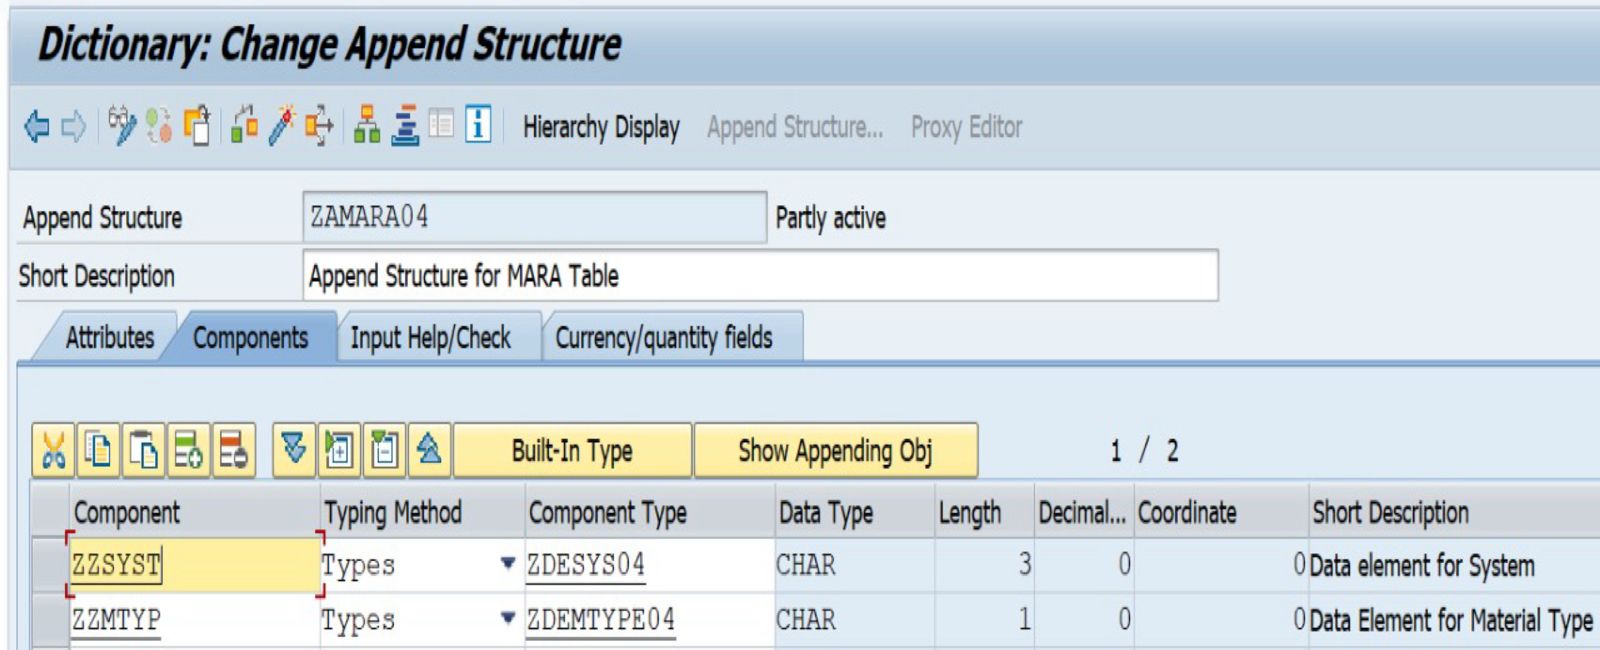 Dictionary: Change Append Structure
Hierarchy Display Append Structure... Proxy Editor
Append Structure ZAMARA04 Partly active
Short Description Append Structure for MARA Table
Attributes Components Input Help/Check Currency/quantity fields
Built-In Type Show Appending Obj 1 / 2
Component Typing Method Component Type Data Type Length Decimal... Coordinate Short Description
ZZSYST Types ZDESYS04 CHAR 3 0 0 Data element for System
ZZMTYP Types ZDEMTYPE04 CHAR 1 0 0 Data Element for Material Type